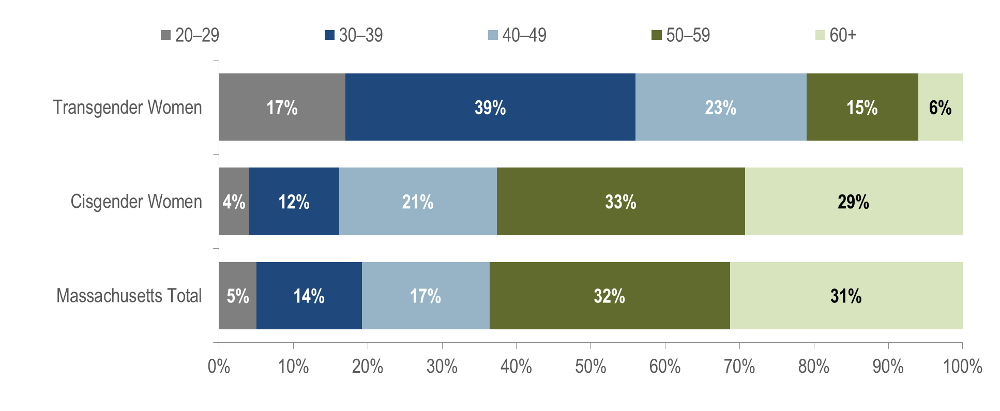 20–29 30–39 40–49 50–59 60+
Transgender Women 17% 39% 23% 15% 6%
Cisgender Women 4% 12% 21% 33% 29%
Massachusetts Total 5% 14% 17% 32% 31%
0% 10% 20% 30% 40% 50% 60% 70% 80% 90% 100%